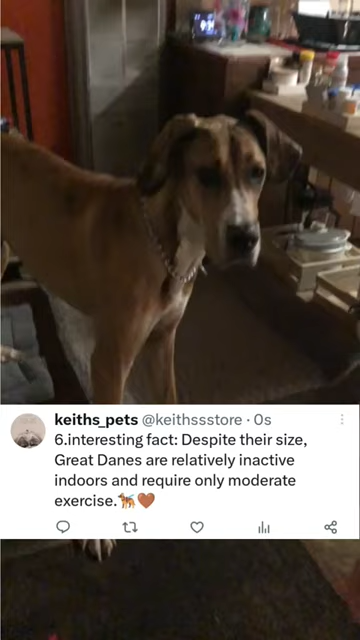 keiths_pets @keithssstore · 0s
6.interesting fact: Despite their size,
Great Danes are relatively inactive
indoors and require only moderate
exercise.🐕‍🦺🤎